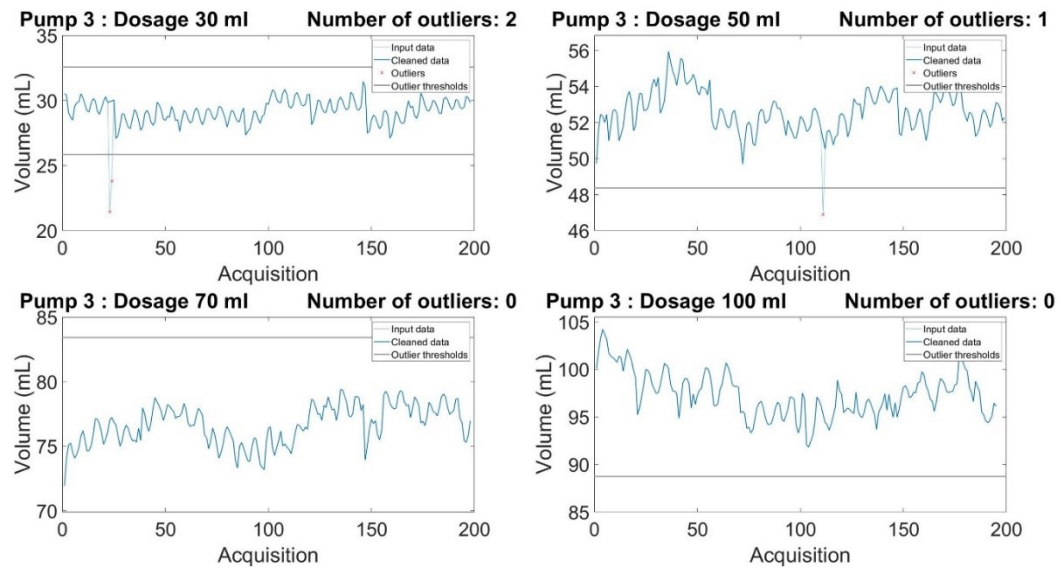 Pump 3 : Dosage 30 ml Number of outliers: 2
35
30
25
20
Volume (mL)
Input data
Cleaned data
Outliers
Outlier thresholds
0 50 100 150 200
Acquisition
Pump 3 : Dosage 50 ml Number of outliers: 1
56
54
52
50
48
46
Volume (mL)
Input data
Cleaned data
Outliers
Outlier thresholds
0 50 100 150 200
Acquisition
Pump 3 : Dosage 70 ml Number of outliers: 0
85
80
75
70
Volume (mL)
Input data
Cleaned data
Outlier thresholds
0 50 100 150 200
Acquisition
Pump 3 : Dosage 100 ml Number of outliers: 0
105
100
95
90
85
Volume (mL)
Input data
Cleaned data
Outlier thresholds
0 50 100 150 200
Acquisition